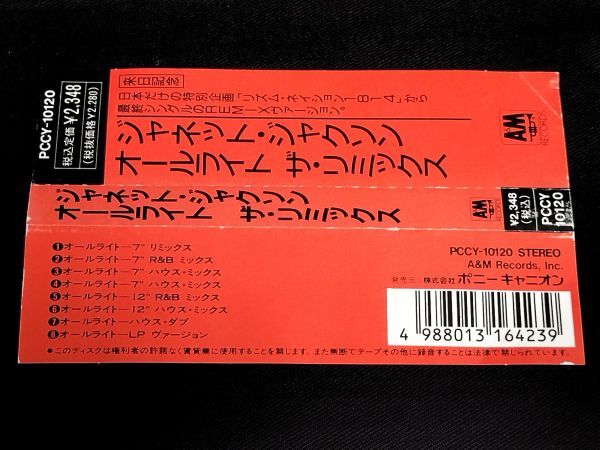 PCCY-10120
税込定価￥2,348
(税抜価格￥2,280)
来日記念
日本だけの特別企画「リズム・ネイション1814」から
最終シングルのREMIXヴァージョン。
ジャネット・ジャクソン
オールライト ザ・リミックス
A&M
RECORDS
ジャネット・ジャクソン
オールライト ザ・リミックス
A&M
RECORDS
￥2,348
(税込)
PCCY
10120
❶オールライト—7" リミックス
❷オールライト—7" R&B ミックス
❸オールライト—7" ハウス・ミックス
❹オールライト—7" ハウス・ミックス
❺オールライト—12" R&B ミックス
❻オールライト—12" ハウス・ミックス
❼オールライト—ハウス・ダブ
❽オールライト—LP ヴァージョン
PCCY-10120 STEREO
A&M Records, Inc.
発売元：株式会社 ポニーキャニオン
4 988013 164239
●このディスクは権利者の許諾なく賃貸業に使用することを禁じます。また無断でテープその他に録音することは法律で禁じられています。